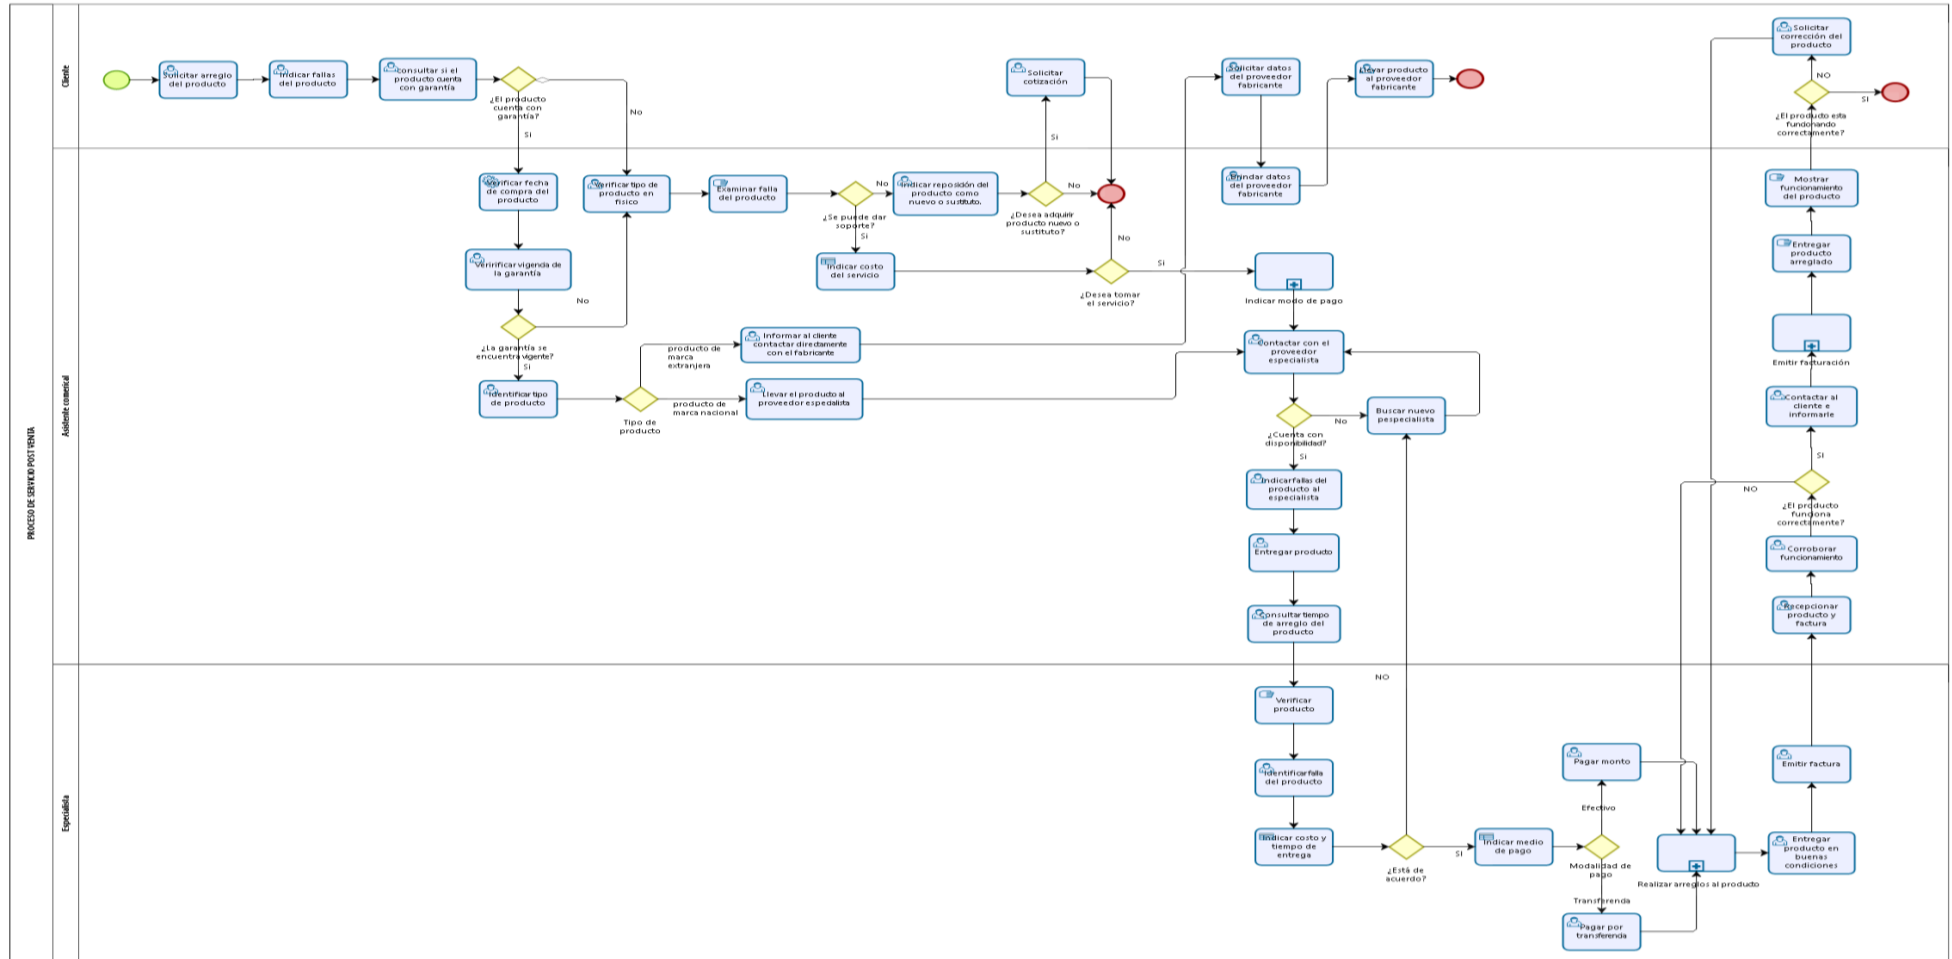 PROCESO DE SERVICIO POST VENTA
Cliente
Solicitar arreglo
del producto
Indicar fallas
del producto
consultar si el
producto cuenta
con garantía
¿El producto
cuenta con
garantía?
No
Si
Solicitar
cotización
Si
Solicitar datos
del proveedor
fabricante
Llevar producto
al proveedor
fabricante
Solicitar
corrección del
producto
NO
SI
¿El producto esta
funcionando
correctamente?
Asistente comerical
Verificar fecha
de compra del
producto
Verificar tipo de
producto en
físico
Examinar falla
del producto
No
¿Se puede dar
soporte?
Si
Indicar reposición del
producto como
nuevo o sustituto.
No
¿Desea adquirir
producto nuevo o
sustituto?
Brindar datos
del proveedor
fabricante
Mostrar
funcionamiento
del producto
Veririficar vigencia de
la garantía
No
Indicar costo
del servicio
No
Si
¿Desea tomar
el servicio?
Indicar modo de pago
Entregar
producto
arreglado
¿La garantía se
encuentra vigente?
Si
Informar al cliente
contactar directamente
con el fabricante
producto de
marca
extranjera
Contactar con el
proveedor
especialista
Emitir facturación
Identificar tipo
de producto
Tipo de
producto
producto de
marca nacional
Llevar el producto al
proveedor especialista
¿Cuenta con
disponibilidad?
No
Si
Buscar nuevo
pespecialista
Contactar al
cliente e
informarle
SI
Indicar fallas del
producto al
especialista
NO
¿El producto
funciona
correctamente?
Entregar producto
Corroborar
funcionamiento
Consultar tiempo
de arreglo del
producto
Recepcionar
producto y
factura
Especialista
NO
Verificar
producto
Identificar falla
del producto
Pagar monto
Emitir factura
Efectivo
Indicar costo y
tiempo de
entrega
SI
¿Está de
acuerdo?
Indicar medio
de pago
Modalidad de
pago
Realizar arreglos al producto
Entregar
producto en
buenas
condiciones
Transferencia
Pagar por
transferencia